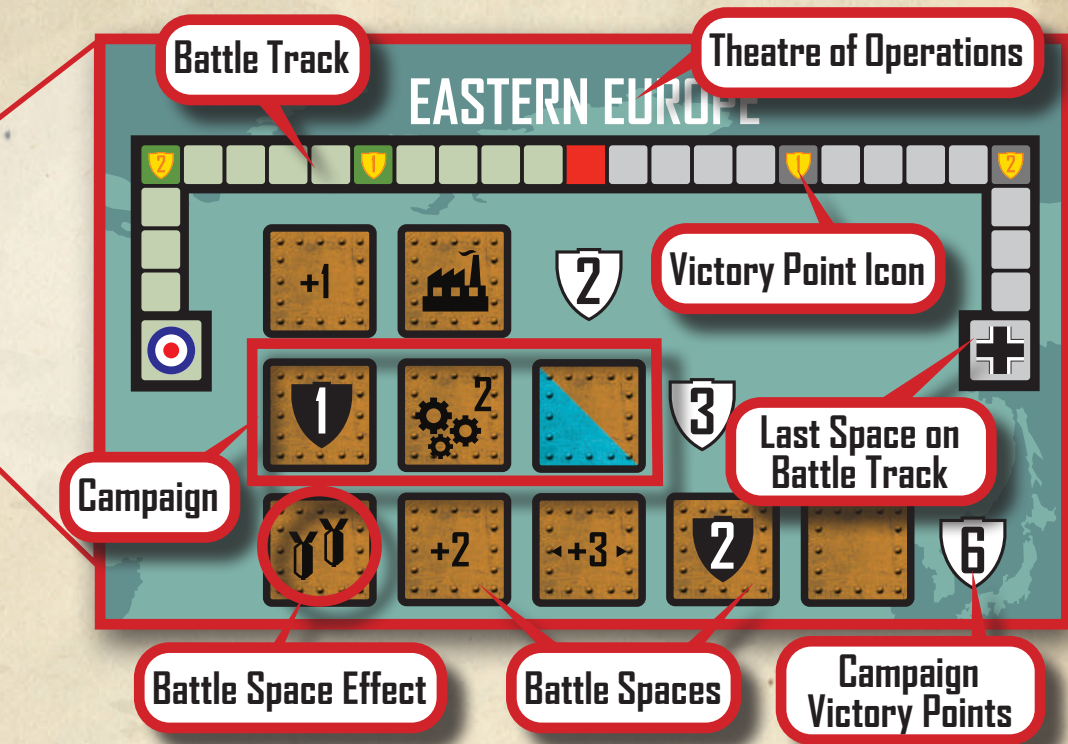 Battle Track
Theatre of Operations
EASTERN EUROPE
2
1
1
2
Victory Point Icon
+1
2
1
2
3
Last Space on
Battle Track
Campaign
+2
+3
2
6
Battle Space Effect
Battle Spaces
Campaign
Victory Points